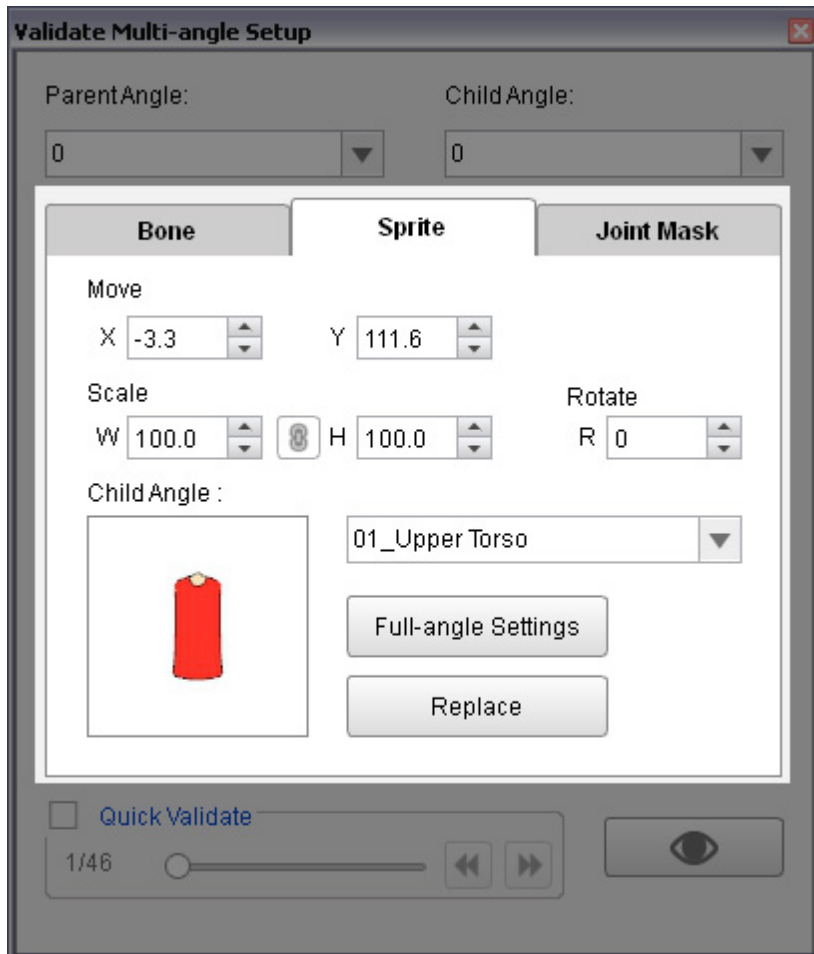 Validate Multi-angle Setup
Parent Angle: Child Angle:
0 0
Bone Sprite Joint Mask
Move
X -3.3 Y 111.6
Scale Rotate
W 100.0 H 100.0 R 0
Child Angle :
01_Upper Torso
Full-angle Settings
Replace
Quick Validate
1/46